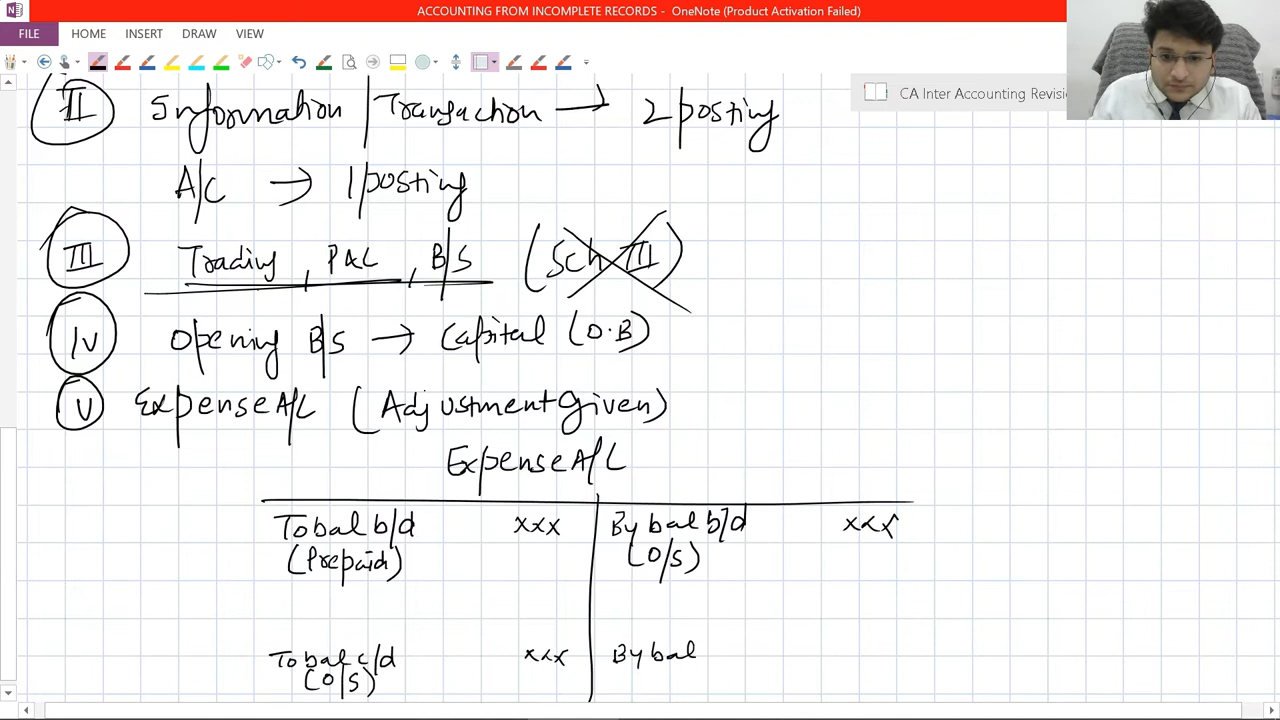 ACCOUNTING FROM INCOMPLETE RECORDS - OneNote (Product Activation Failed)
FILE HOME INSERT DRAW VIEW
CA Inter Accounting Revisi
II Information / Transaction → 2 posting
A/C → 1 posting
III Trading, P&L, B/S (Sch III)
IV Opening B/S → Capital (O.B)
V Expense A/C (Adjustment Given)
Expense A/C
To bal b/d xxx By bal b/d xxx
(Prepaid) (O/S)
To bal c/d xxx By bal
(O/S)